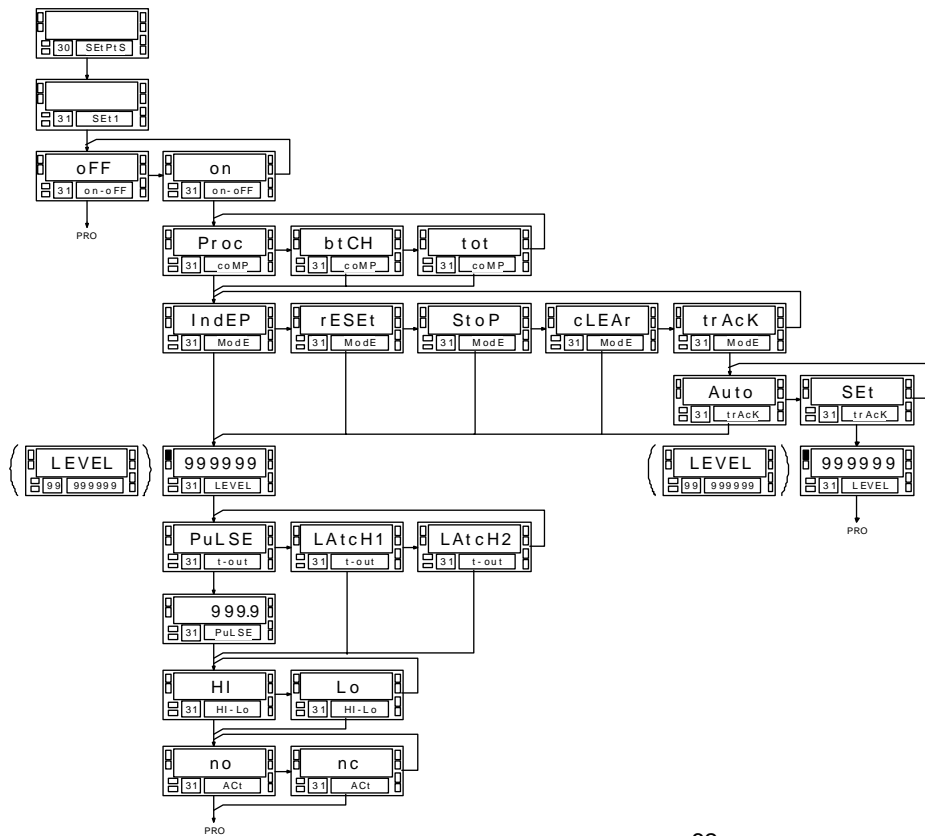 30 SEtPtS
31 SEt1
oFF on
31 on-oFF 31 on-oFF
PRO
Proc btCH tot
31 coMP 31 coMP 31 coMP
IndEP rESEt StoP cLEAr trAcK
31 ModE 31 ModE 31 ModE 31 ModE 31 ModE
Auto SEt
31 trAcK 31 trAcK
LEVEL 999999 LEVEL 999999
99 999999 31 LEVEL 99 999999 31 LEVEL
PRO
PuLSE LAtcH1 LAtcH2
31 t-out 31 t-out 31 t-out
999.9
31 PuLSE
HI Lo
31 HI-Lo 31 HI-Lo
no nc
31 ACt 31 ACt
PRO